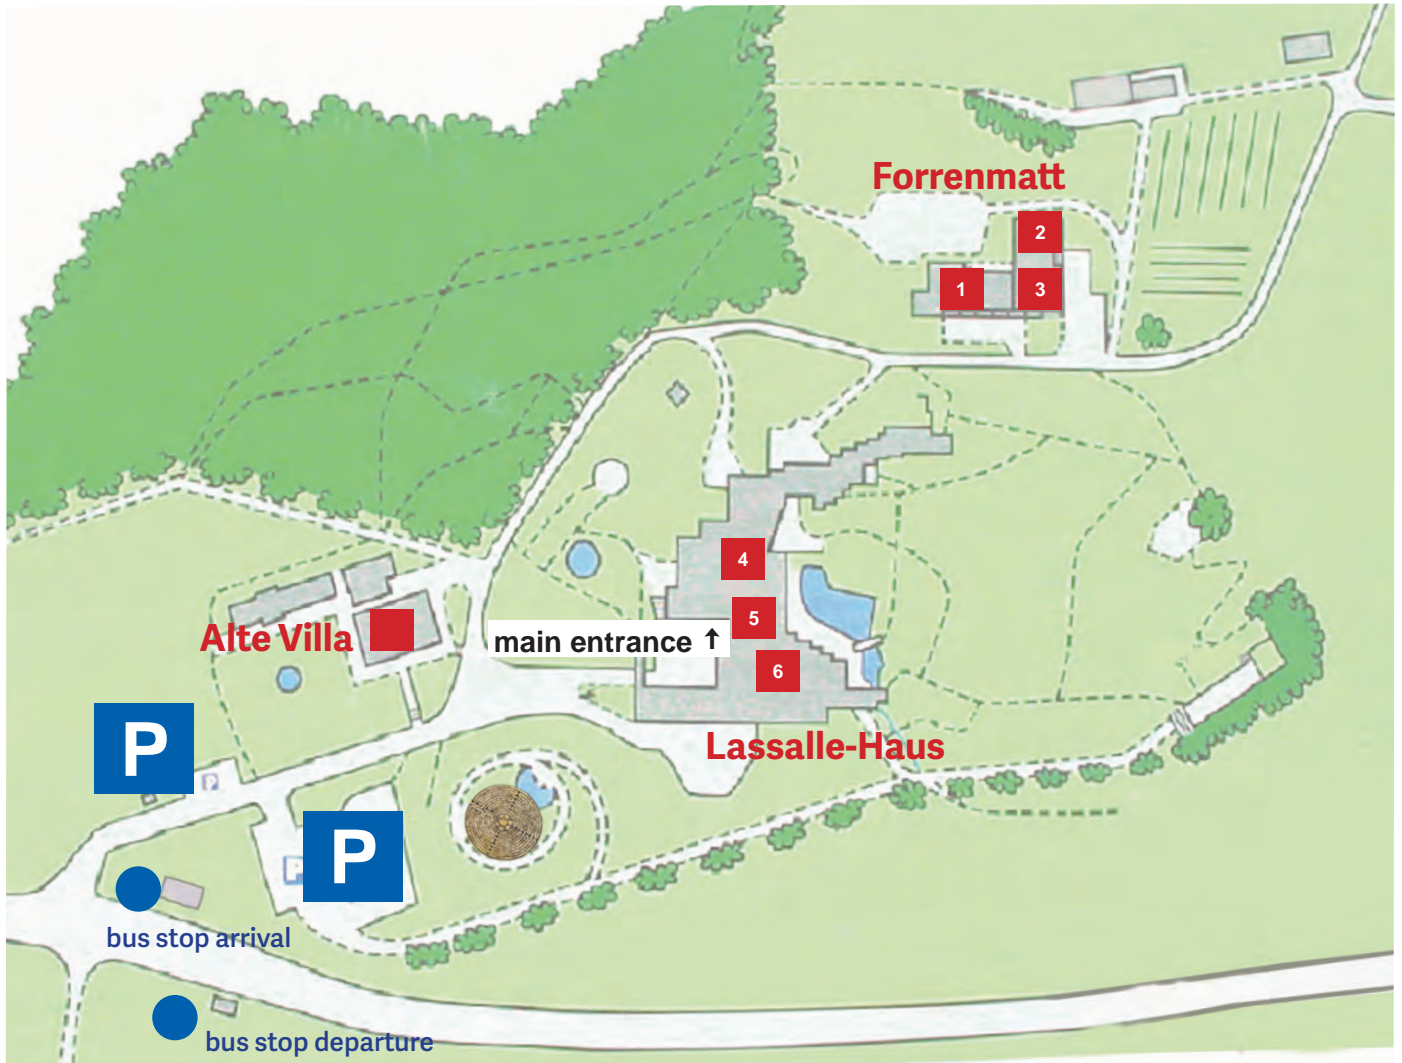 Forrenmatt
2
1
3
4
5
main entrance ↑
6
Alte Villa
Lassalle-Haus
P
P
P
P
bus stop arrival
bus stop departure